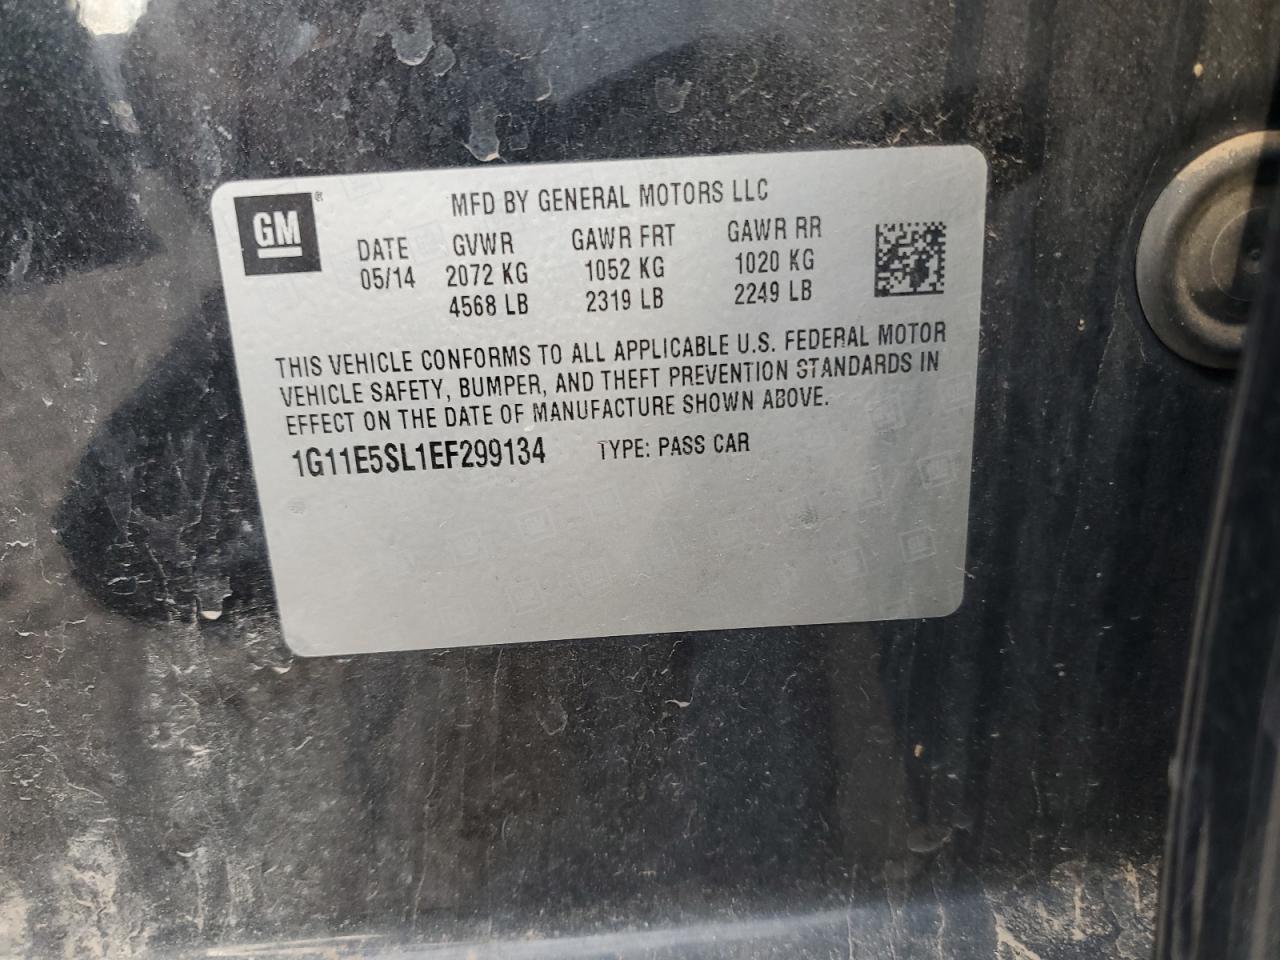 GM ®
MFD BY GENERAL MOTORS LLC
DATE GVWR GAWR FRT GAWR RR
05/14 2072 KG 1052 KG 1020 KG
4568 LB 2319 LB 2249 LB
THIS VEHICLE CONFORMS TO ALL APPLICABLE U.S. FEDERAL MOTOR
VEHICLE SAFETY, BUMPER, AND THEFT PREVENTION STANDARDS IN
EFFECT ON THE DATE OF MANUFACTURE SHOWN ABOVE.
1G11E5SL1EF299134 TYPE: PASS CAR